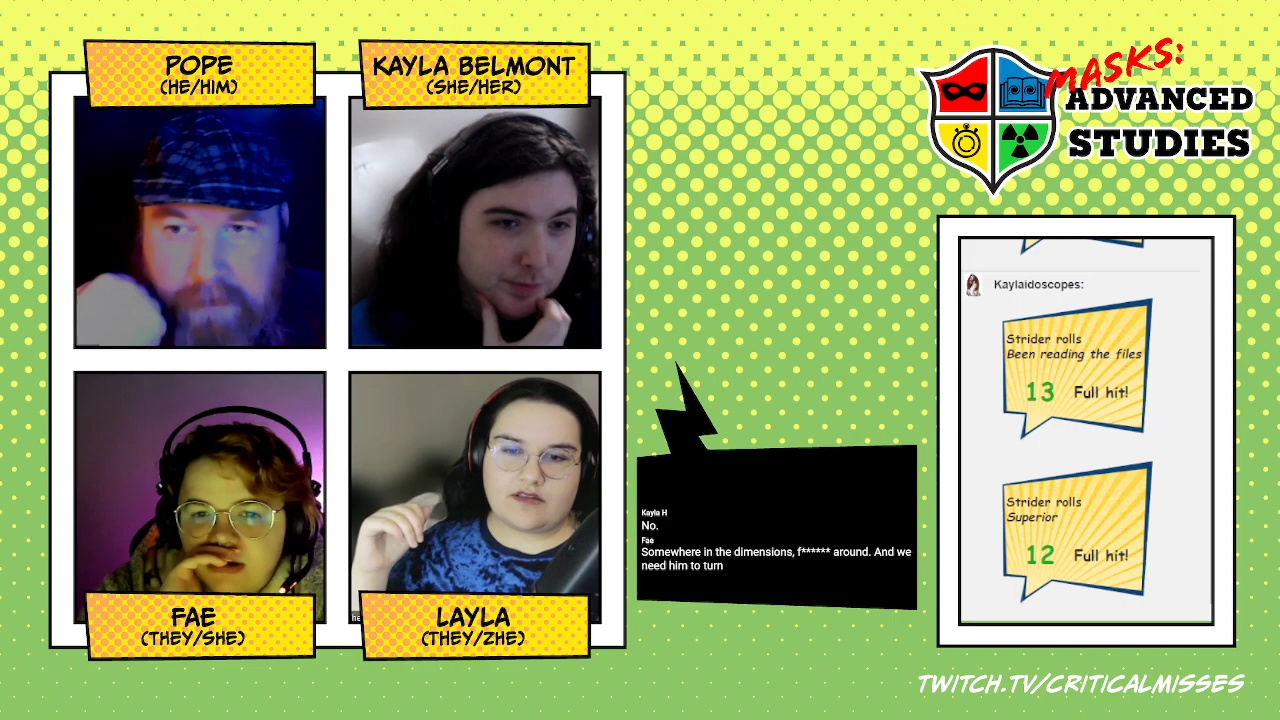 POPE
(HE/HIM)
KAYLA BELMONT
(SHE/HER)
FAE
(THEY/SHE)
LAYLA
(THEY/ZHE)
Kayla H
No.
Fae
Somewhere in the dimensions, f****** around. And we
need him to turn
MASKS:
ADVANCED
STUDIES
Kaylaidoscopes:
Strider rolls
Been reading the files
13 Full hit!
Strider rolls
Superior
12 Full hit!
TWITCH.TV/CRITICALMISSES